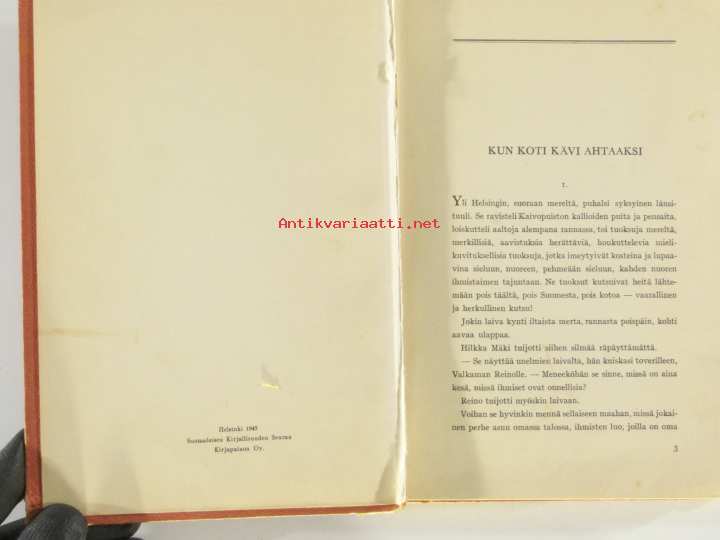 Helsinki 1945
Suomalaisen Kirjallisuuden Seuran
Kirjapainon Oy.
Antikvariaatti.net
KUN KOTI KÄVI AHTAAKSI
1.
Yli Helsingin, suoraan mereltä, puhalsi syksyinen länsi-
tuuli. Se ravisteli Kaivopuiston kallioiden puita ja pensaita,
loiskutteli aaltoja alempana rannassa, toi tuoksuja mereltä,
merkillisiä, aavistuksia herättäviä, houkuttelevia mieli-
kuvituksellisia tuoksuja, jotka imeytyivät kosteina ja lupaa-
vina sieluun, nuoreen, pehmeään sieluun, kahden nuoren
ihmistaimen tajuntaan. Ne tuoksut kutsuivat heitä lähte-
mään pois täältä, pois Suomesta, pois kotoa — vaarallinen
ja herkullinen kutsu!
Jokin laiva kynti iltaista merta, rannasta poispäin, kohti
aavaa ulappaa.
Hilkka Mäki tuijotti siihen silmää räpäyttämättä.
— Se näyttää unelmien laivalta, hän kuiskasi toverilleen,
Valkaman Reinolle. — Meneeköhän se sinne, missä on aina
kesä, missä ihmiset ovat onnellisia?
Reino tuijotti myöskin laivaan.
Voihan se hyvinkin mennä sellaiseen maahan, missä jokai-
nen perhe asuu omassa talossa, ihmisten luo, joilla on oma
3